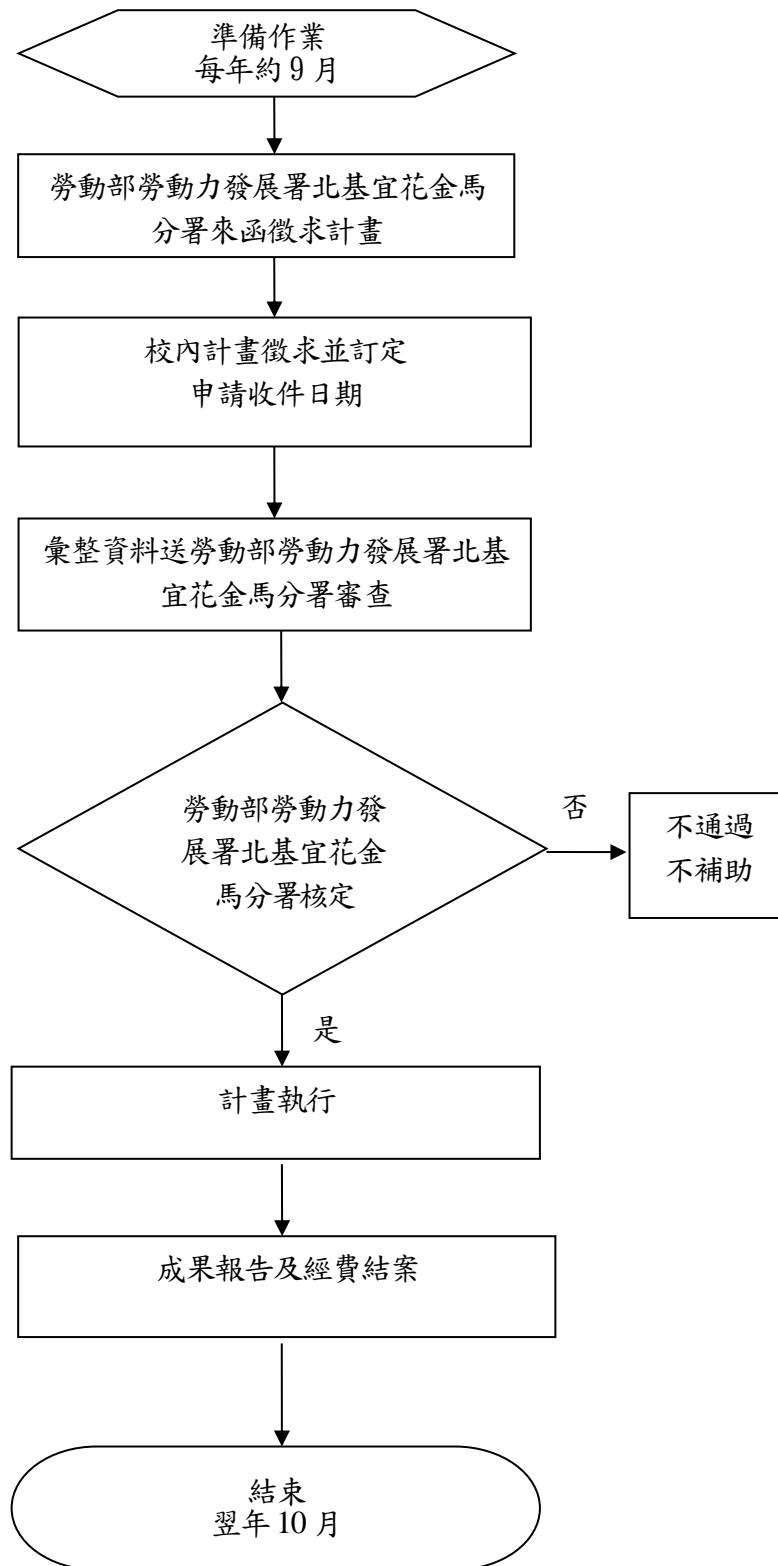 準備作業
每年約 9 月
勞動部勞動力發展署北基宜花金馬
分署來函徵求計畫
校內計畫徵求並訂定
申請收件日期
彙整資料送勞動部勞動力發展署北基
宜花金馬分署審查
勞動部勞動力發
展署北基宜花金
馬分署核定
否
不通過
不補助
是
計畫執行
成果報告及經費結案
結束
翌年 10 月